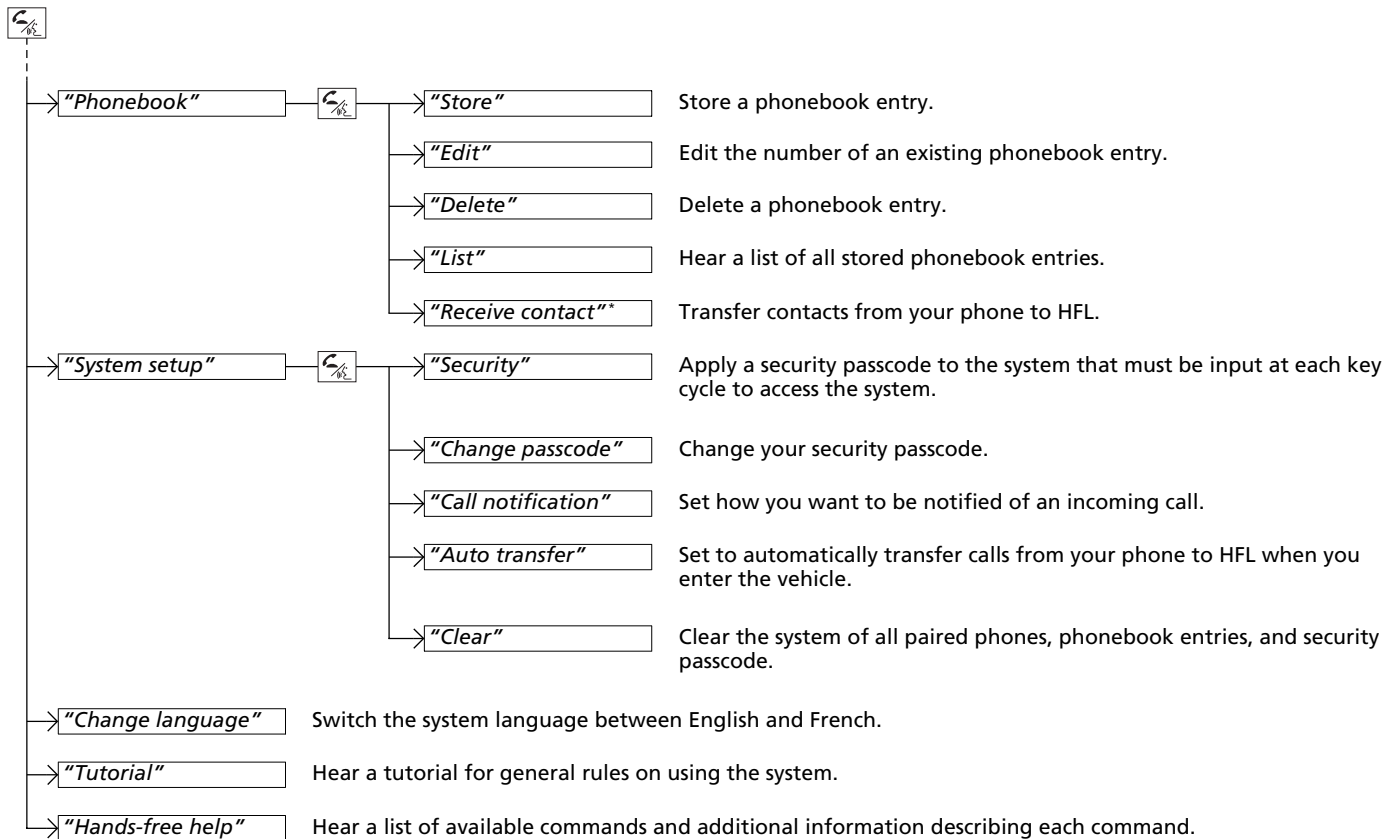 "Phonebook"
"Store" Store a phonebook entry.
"Edit" Edit the number of an existing phonebook entry.
"Delete" Delete a phonebook entry.
"List" Hear a list of all stored phonebook entries.
"Receive contact"* Transfer contacts from your phone to HFL.
"System setup"
"Security" Apply a security passcode to the system that must be input at each key
cycle to access the system.
"Change passcode" Change your security passcode.
"Call notification" Set how you want to be notified of an incoming call.
"Auto transfer" Set to automatically transfer calls from your phone to HFL when you
enter the vehicle.
"Clear" Clear the system of all paired phones, phonebook entries, and security
passcode.
"Change language" Switch the system language between English and French.
"Tutorial" Hear a tutorial for general rules on using the system.
"Hands-free help" Hear a list of available commands and additional information describing each command.